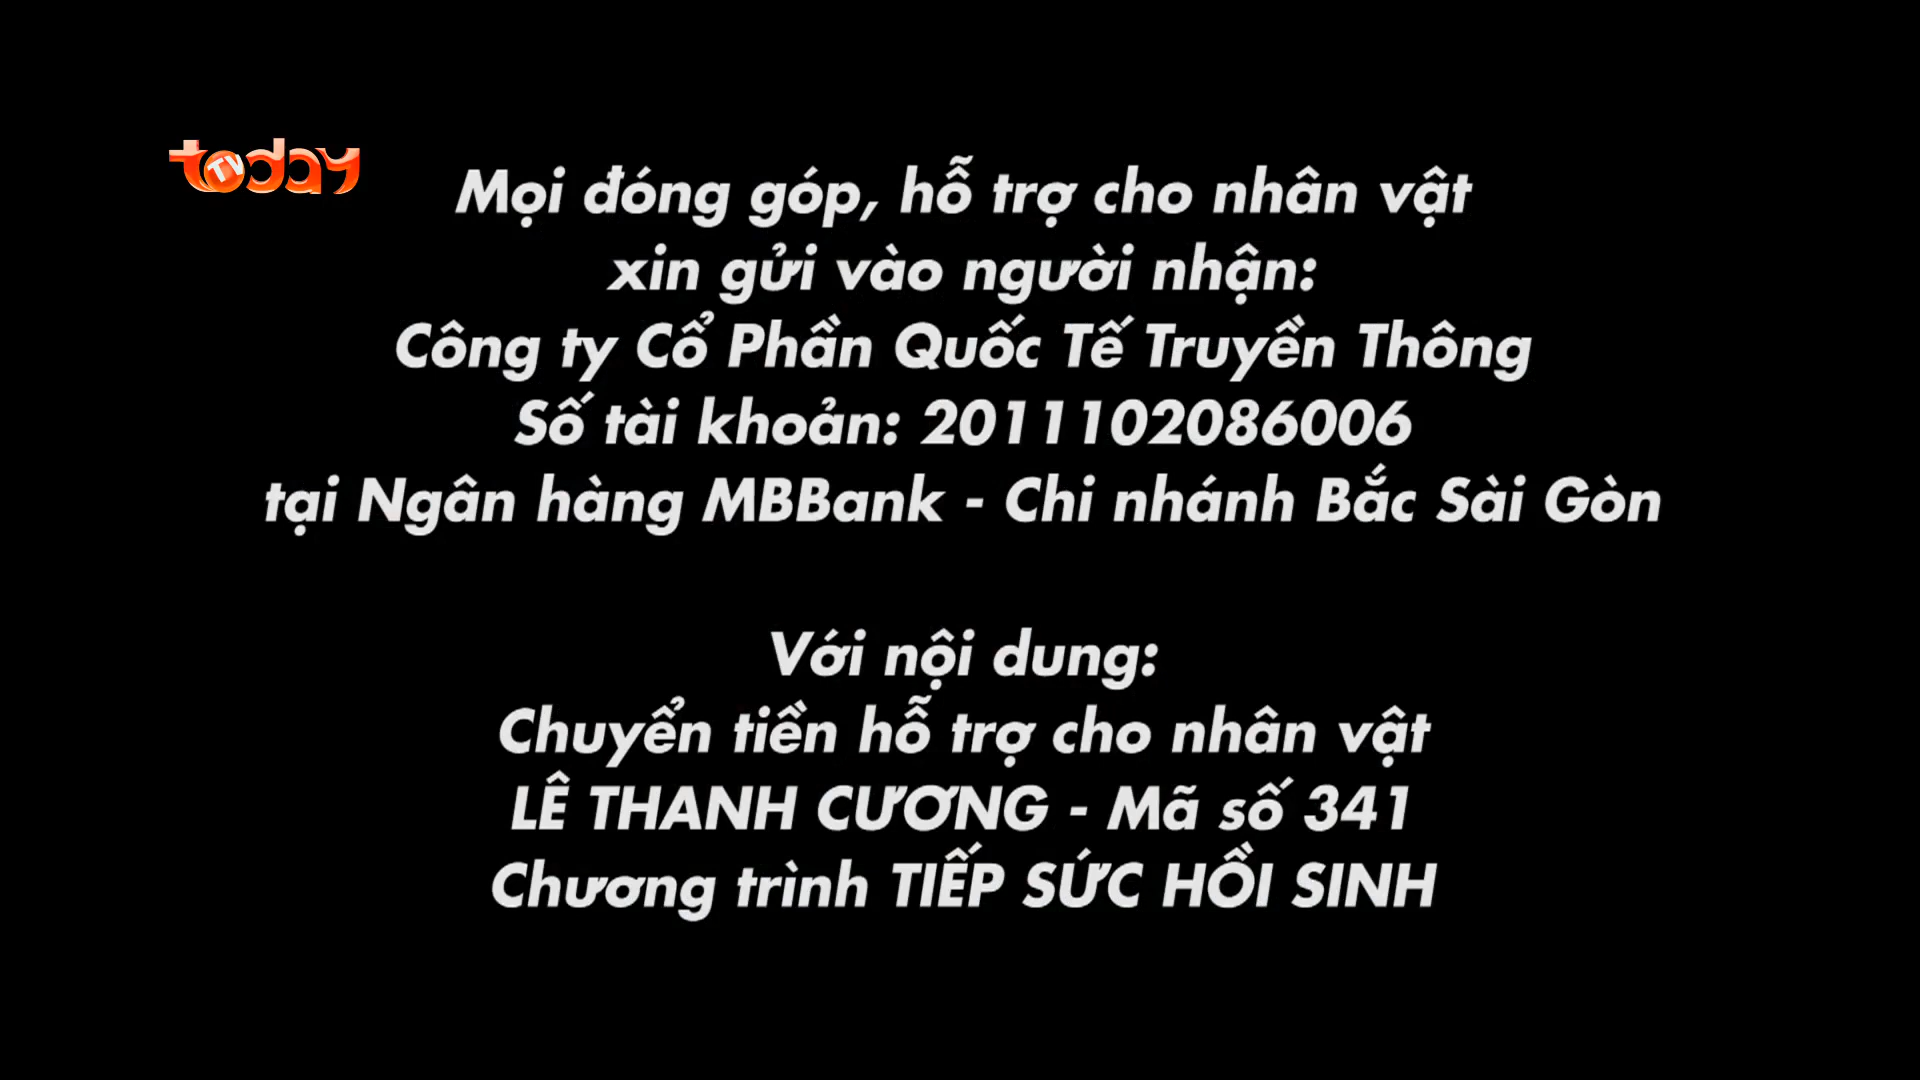 today TV
Mọi đóng góp, hỗ trợ cho nhân vật
xin gửi vào người nhận:
Công ty Cổ Phần Quốc Tế Truyền Thông
Số tài khoản: 2011102086006
tại Ngân hàng MBBank - Chi nhánh Bắc Sài Gòn
Với nội dung:
Chuyển tiền hỗ trợ cho nhân vật
LÊ THANH CƯƠNG - Mã số 341
Chương trình TIẾP SỨC HỒI SINH